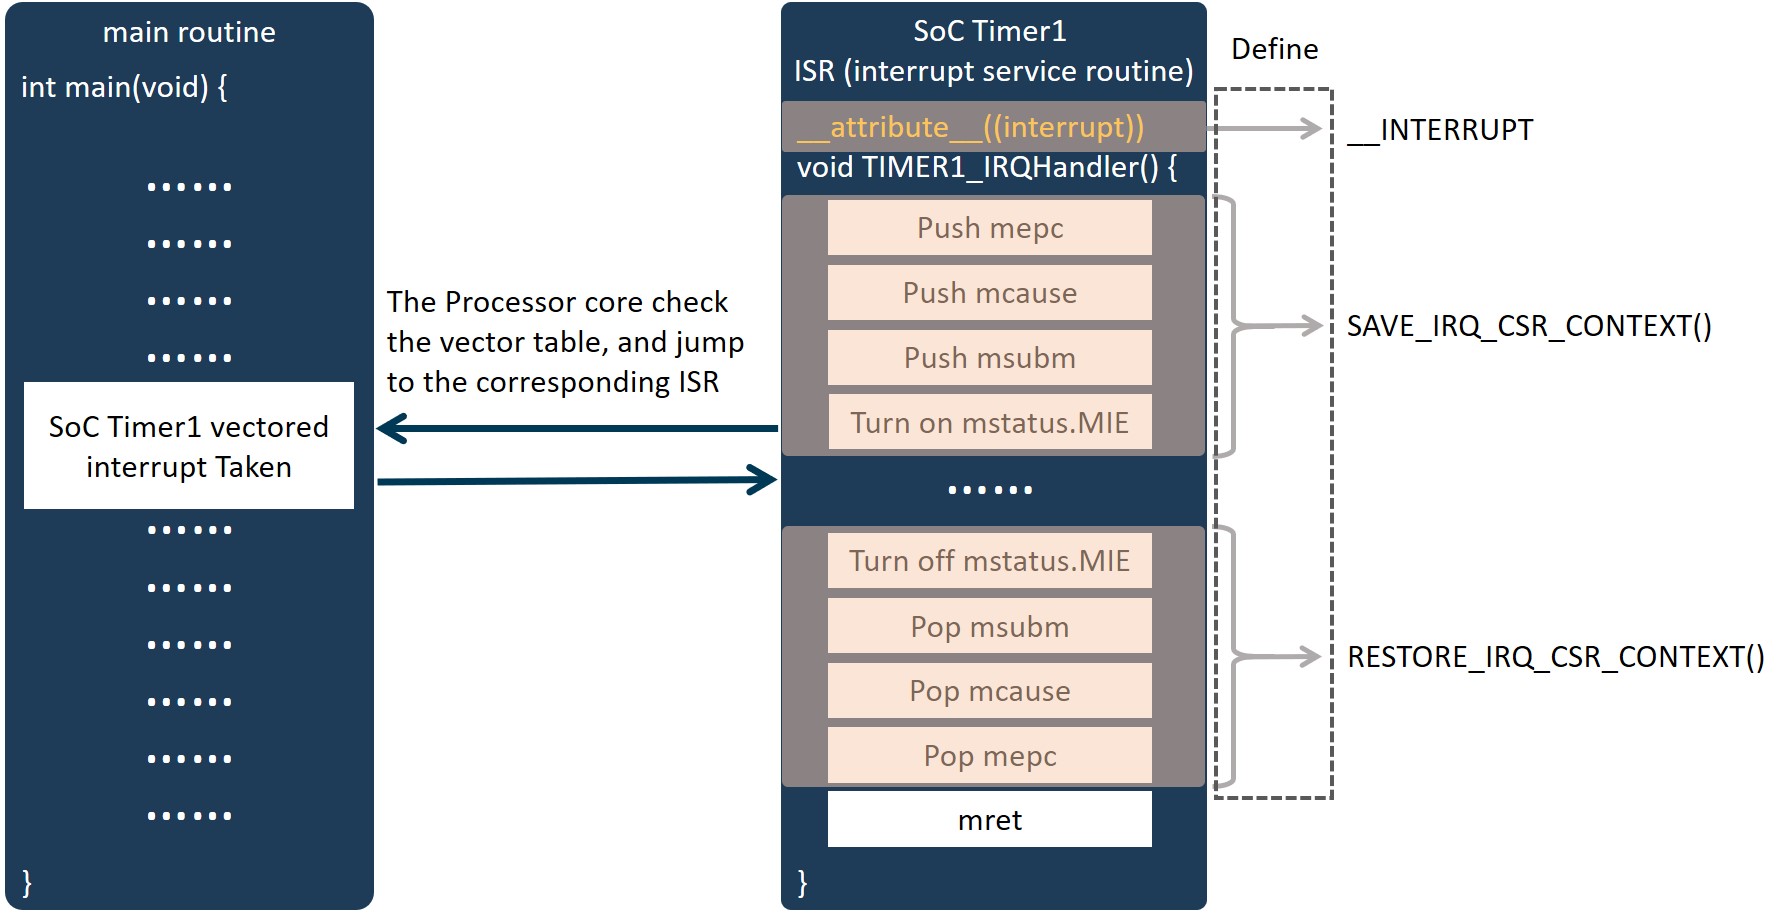 main routine
int main(void) {
......
......
......
......
SoC Timer1 vectored
interrupt Taken
......
......
......
......
......
......
}
The Processor core check
the vector table, and jump
to the corresponding ISR
SoC Timer1
ISR (interrupt service routine)
__attribute__((interrupt))
void TIMER1_IRQHandler() {
Push mepc
Push mcause
Push msubm
Turn on mstatus.MIE
......
Turn off mstatus.MIE
Pop msubm
Pop mcause
Pop mepc
mret
}
Define
__INTERRUPT
SAVE_IRQ_CSR_CONTEXT()
RESTORE_IRQ_CSR_CONTEXT()